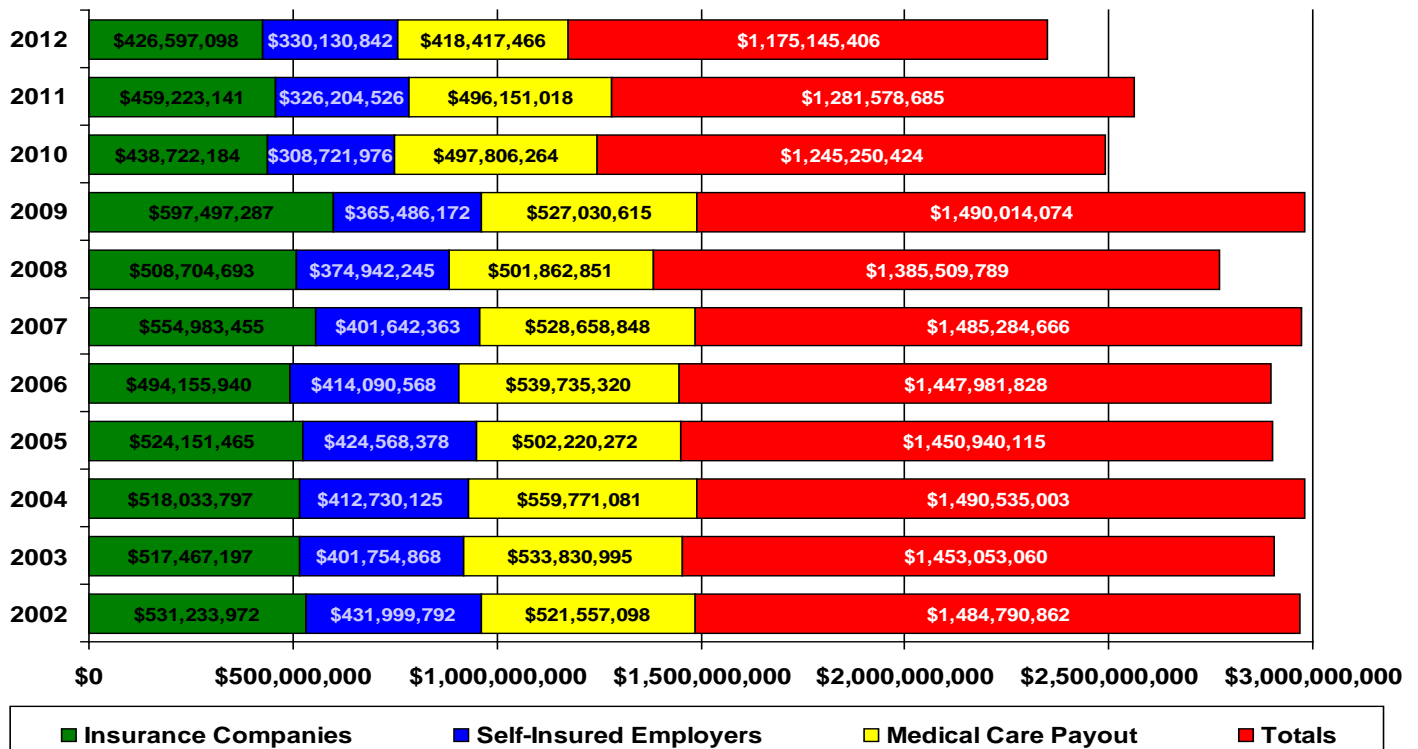 2012 $426,597,098 $330,130,842 $418,417,466 $1,175,145,406
2011 $459,223,141 $326,204,526 $496,151,018 $1,281,578,685
2010 $438,722,184 $308,721,976 $497,806,264 $1,245,250,424
2009 $597,497,287 $365,486,172 $527,030,615 $1,490,014,074
2008 $508,704,693 $374,942,245 $501,862,851 $1,385,509,789
2007 $554,983,455 $401,642,363 $528,658,848 $1,485,284,666
2006 $494,155,940 $414,090,568 $539,735,320 $1,447,981,828
2005 $524,151,465 $424,568,378 $502,220,272 $1,450,940,115
2004 $518,033,797 $412,730,125 $559,771,081 $1,490,535,003
2003 $517,467,197 $401,754,868 $533,830,995 $1,453,053,060
2002 $531,233,972 $431,999,792 $521,557,098 $1,484,790,862
$0 $500,000,000 $1,000,000,000 $1,500,000,000 $2,000,000,000 $2,500,000,000 $3,000,000,000
Insurance Companies Self-Insured Employers Medical Care Payout Totals